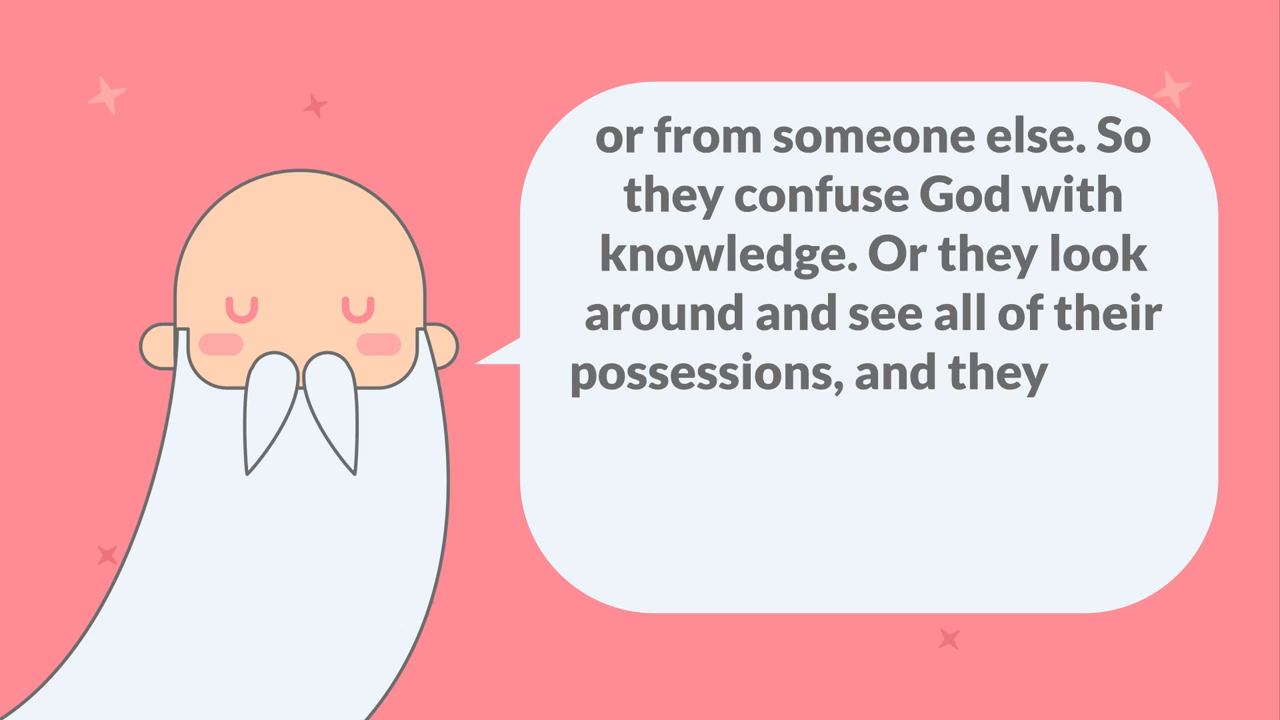 or from someone else. So
they confuse God with
knowledge. Or they look
around and see all of their
possessions, and they